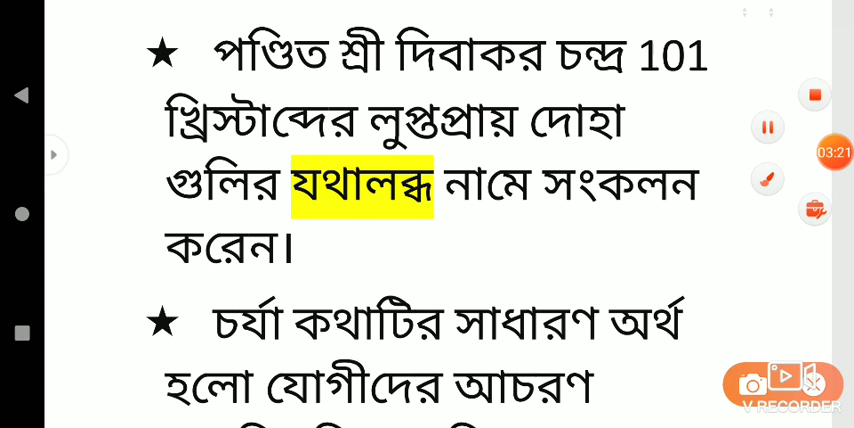 ★ পণ্ডিত শ্রী দিবাকর চন্দ্র 101
খ্রিস্টাব্দের লুপ্তপ্রায় দোহা
গুলির যথালব্ধ নামে সংকলন
করেন।
★ চর্যা কথাটির সাধারণ অর্থ
হলো যোগীদের আচরণ
03:21
V RECORDER